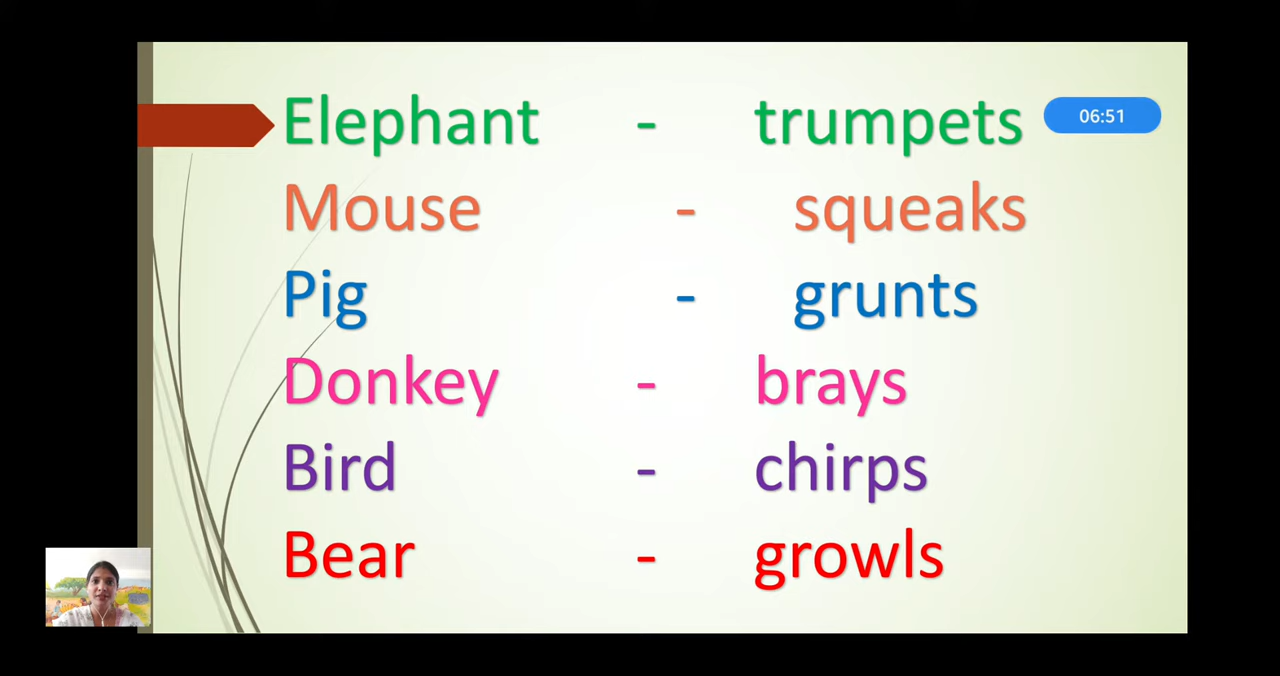 Elephant - trumpets
06:51
Mouse - squeaks
Pig - grunts
Donkey - brays
Bird - chirps
Bear - growls